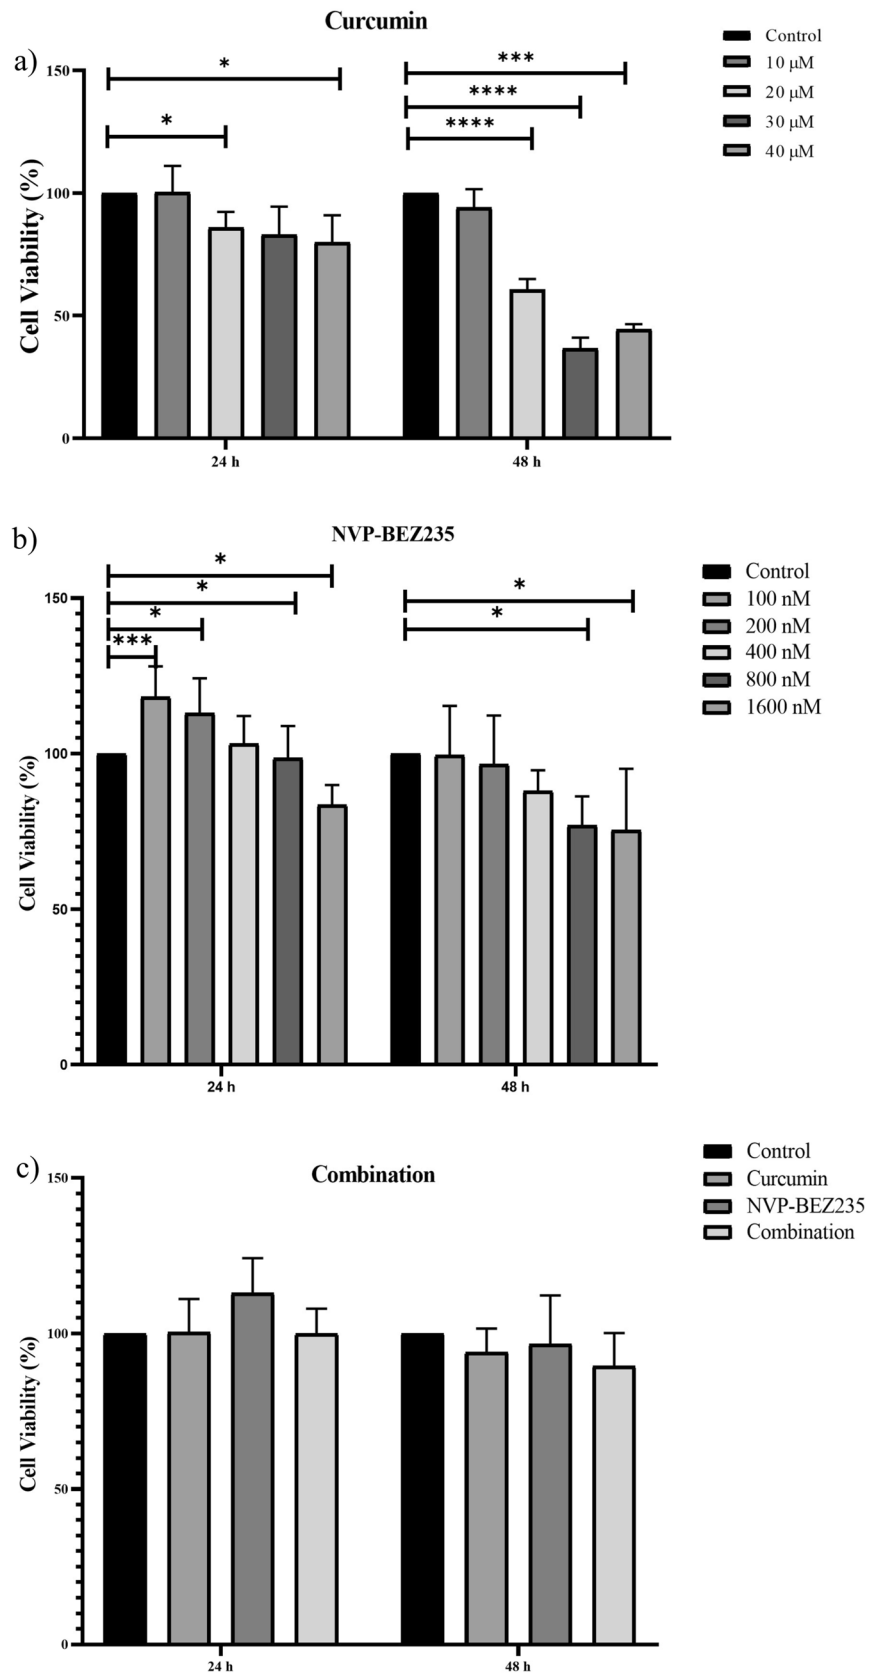 Curcumin
a)
Control
10 µM
20 µM
30 µM
40 µM
*
*
***
****
****
150
100
50
0
Cell Viability (%)
24 h
48 h
b)
NVP-BEZ235
Control
100 nM
200 nM
400 nM
800 nM
1600 nM
*
*
*
***
*
*
150
100
50
0
Cell Viability (%)
24 h
48 h
c)
Combination
Control
Curcumin
NVP-BEZ235
Combination
150
100
50
0
Cell Viability (%)
24 h
48 h